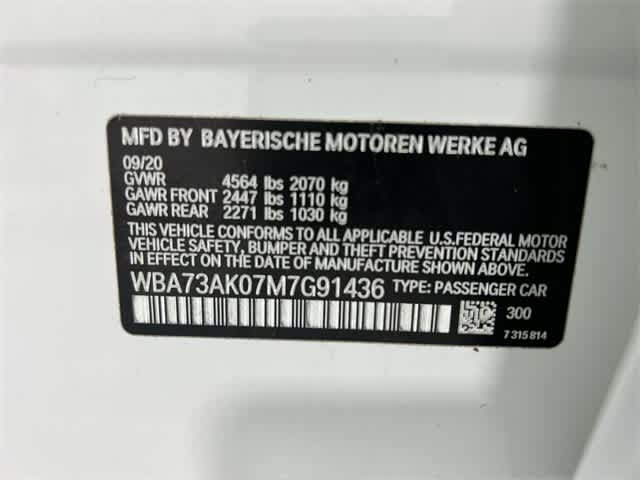 MFD BY BAYERISCHE MOTOREN WERKE AG
09/20
GVWR 4564 lbs 2070 kg
GAWR FRONT 2447 lbs 1110 kg
GAWR REAR 2271 lbs 1030 kg
THIS VEHICLE CONFORMS TO ALL APPLICABLE U.S.FEDERAL MOTOR
VEHICLE SAFETY, BUMPER AND THEFT PREVENTION STANDARDS
IN EFFECT ON THE DATE OF MANUFACTURE SHOWN ABOVE.
WBA73AK07M7G91436 TYPE: PASSENGER CAR
300
7 315 814